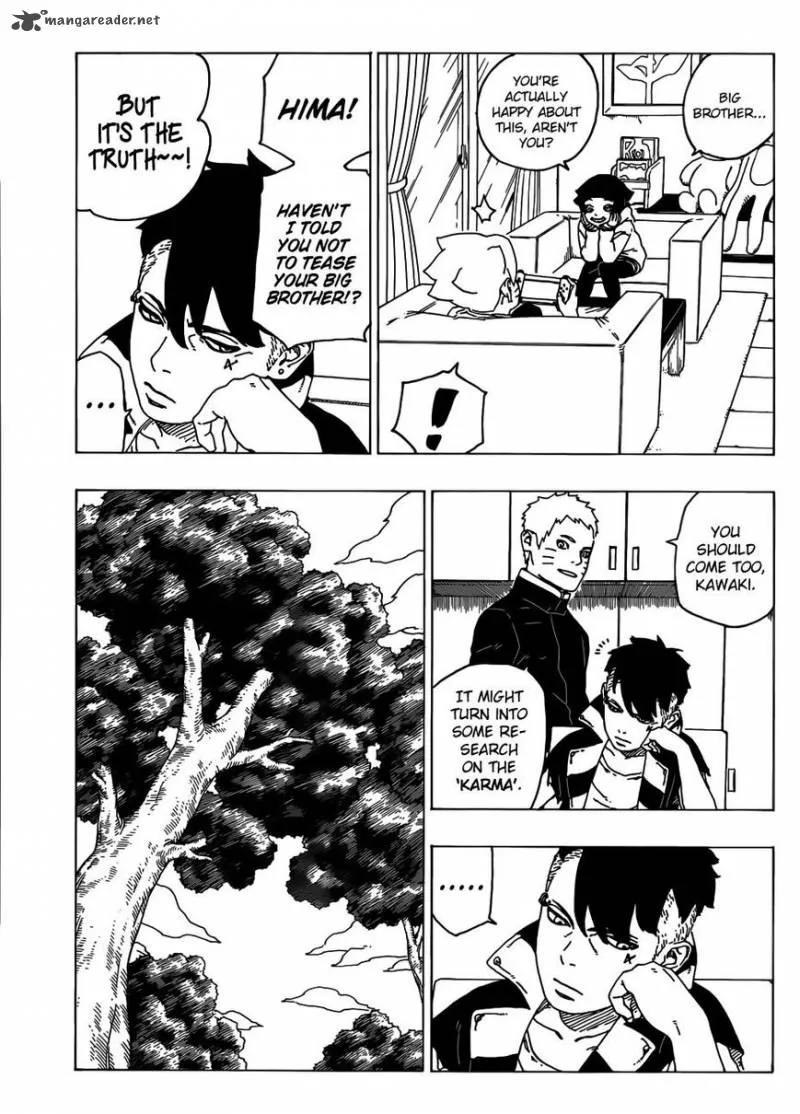 mangareader.net
BIG
BROTHER...
YOU'RE
ACTUALLY
HAPPY ABOUT
THIS, AREN'T
YOU?
!
HIMA!
HAVEN'T
I TOLD
YOU NOT
TO TEASE
YOUR BIG
BROTHER!?
BUT
IT'S THE
TRUTH~~!
...
YOU
SHOULD
COME TOO,
KAWAKI.
IT MIGHT
TURN INTO
SOME RE-
SEARCH
ON THE
'KARMA'.
.....